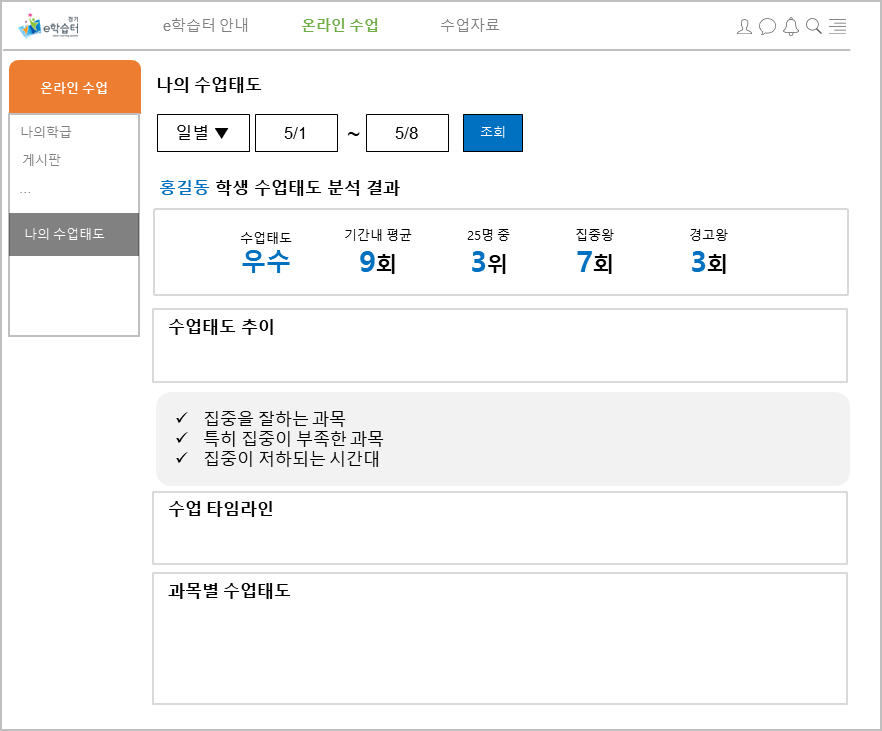 경기
e학습터
e학습터 안내
온라인 수업
수업자료
온라인 수업
나의학급
게시판
...
나의 수업태도
나의 수업태도
일별 ▼
5/1
~
5/8
조회
홍길동 학생 수업태도 분석 결과
수업태도
우수
기간내 평균
9회
25명 중
3위
집중왕
7회
경고왕
3회
수업태도 추이
✓ 집중을 잘하는 과목
✓ 특히 집중이 부족한 과목
✓ 집중이 저하되는 시간대
수업 타임라인
과목별 수업태도